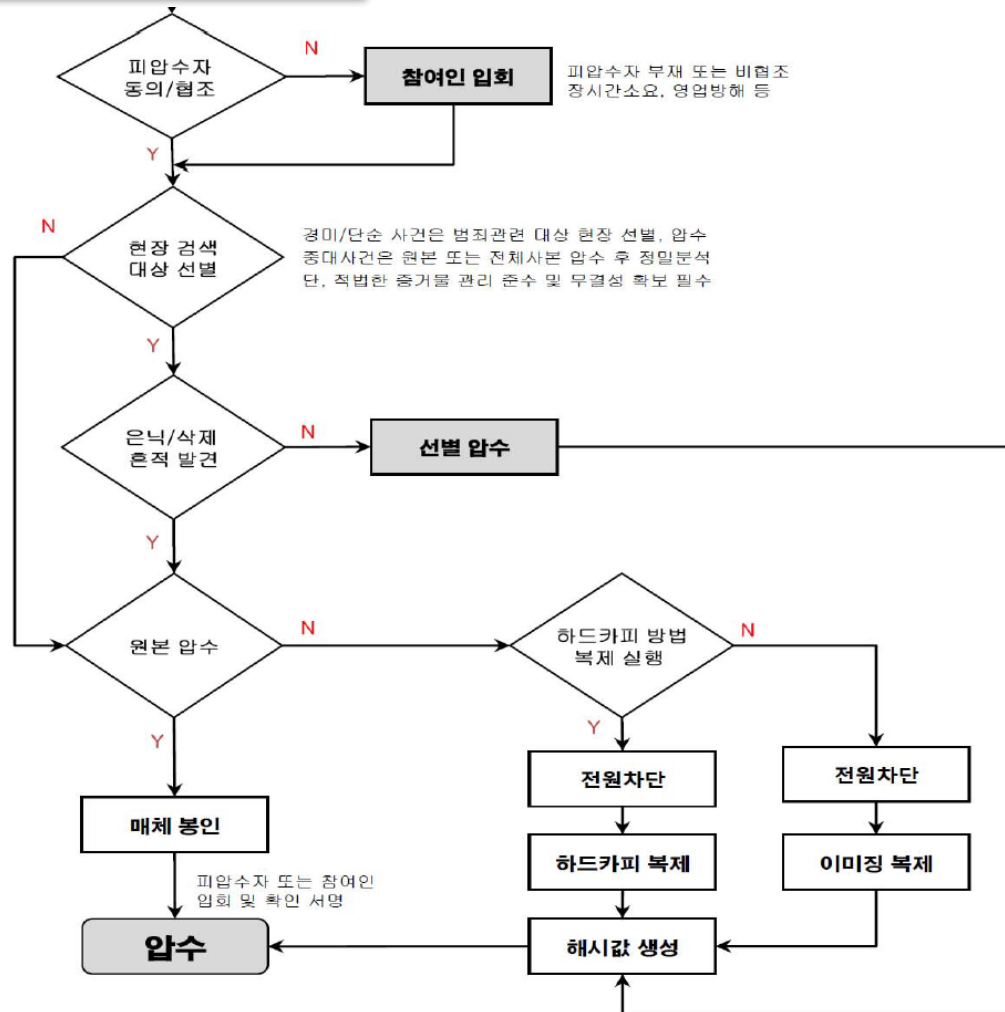 피압수자
동의/협조
N
참여인 입회
피압수자 부재 또는 비협조
장시간소요, 영업방해 등
Y
N
현장 검색
대상 선별
경미/단순 사건은 범죄관련 대상 현장 선별, 압수
중대사건은 원본 또는 전체사본 압수 후 정밀분석
단, 적법한 증거물 관리 준수 및 무결성 확보 필수
Y
은닉/삭제
흔적 발견
N
선별 압수
Y
원본 압수
N
하드카피 방법
복제 실행
N
Y
Y
전원차단
전원차단
매체 봉인
하드카피 복제
이미징 복제
피압수자 또는 참여인
입회 및 확인 서명
압수
해시값 생성